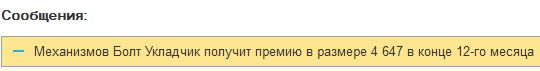 Сообщения:
— Механизмов Болт Укладчик получит премию в размере 4 647 в конце 12-го месяца